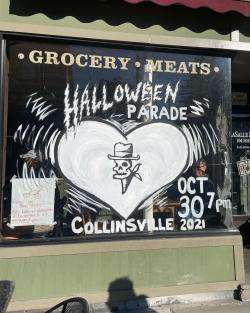 · GROCERY · MEATS ·
HALLOWEEN
PARADE
OCT
30 7pm
COLLINSVILLE 2021